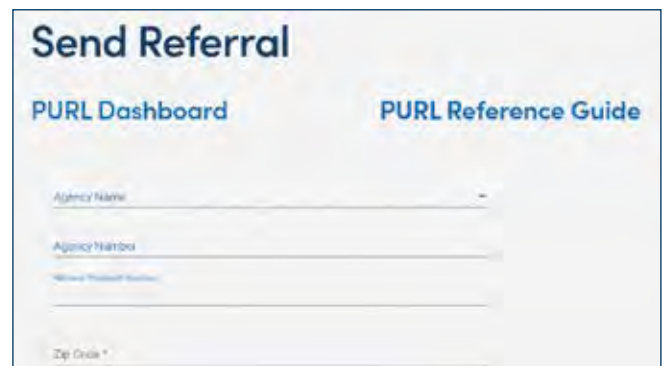 Send Referral
PURL Dashboard PURL Reference Guide
Agency Name
Agency Number
Zip Code *